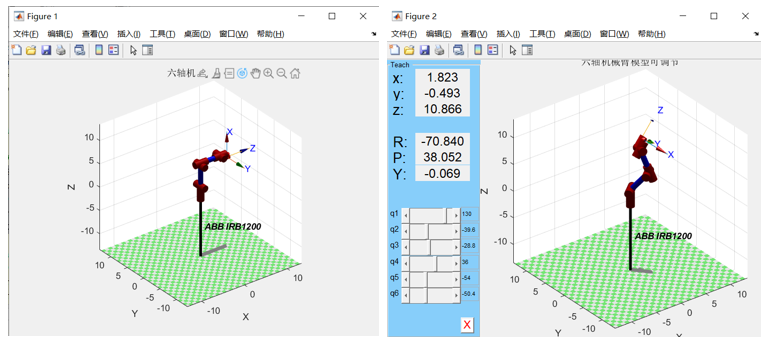 Figure 1
文件(F) 编辑(E) 查看(V) 插入(I) 工具(T) 桌面(D) 窗口(W) 帮助(H)
六轴机
X
Z
Y
ABB IRB1200
Z
10
5
0
-5
-10
10
5
0
-5
-10
Y
-10
0
10
X
Figure 2
文件(F) 编辑(E) 查看(V) 插入(I) 工具(T) 桌面(D) 窗口(W) 帮助(H)
Teach
x: 1.823
y: -0.493
z: 10.866
R: -70.840
P: 38.052
Y: -0.069
q1 130
q2 -39.6
q3 -28.8
q4 36
q5 -54
q6 -50.4
X
六轴机械臂模型可调节
Z
Y
X
ABB IRB1200
Z
10
5
0
-5
-10
10
5
0
-5
-10
Y
-10
0
10
X